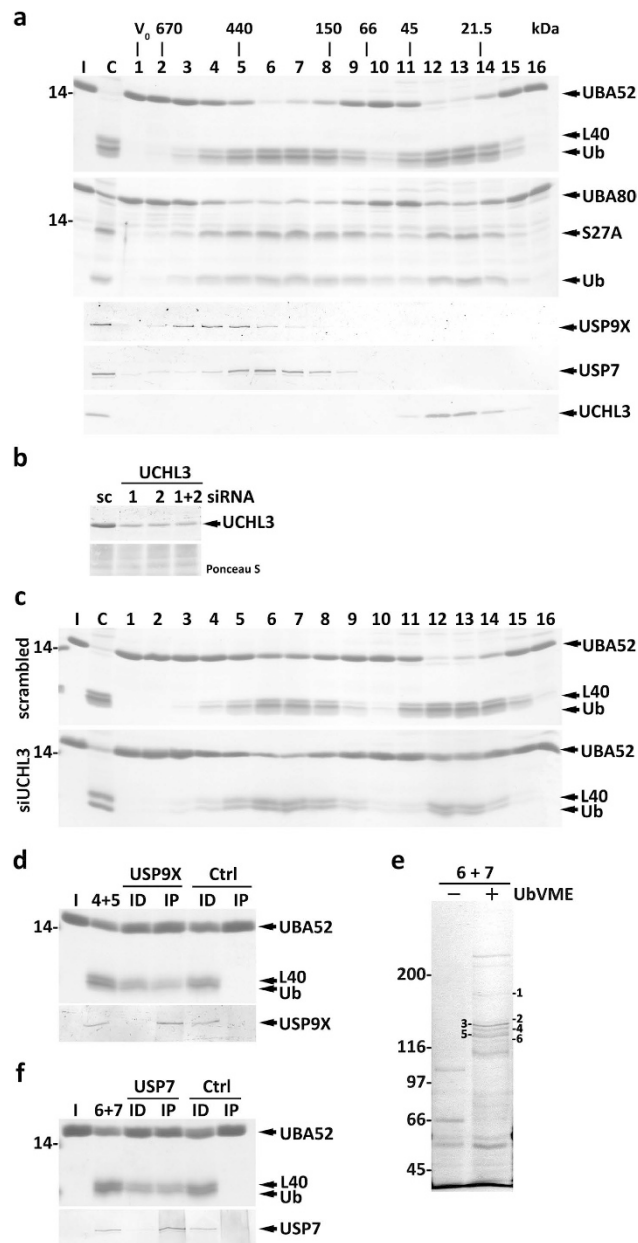 a
V0 670 440 150 66 45 21.5 kDa
I C 1 2 3 4 5 6 7 8 9 10 11 12 13 14 15 16
14-
UBA52
L40
Ub
UBA80
14-
S27A
Ub
USP9X
USP7
UCHL3
b
UCHL3
sc 1 2 1+2 siRNA
UCHL3
Ponceau S
c
I C 1 2 3 4 5 6 7 8 9 10 11 12 13 14 15 16
scrambled
14-
UBA52
L40
Ub
siUCHL3
14-
UBA52
L40
Ub
d
USP9X Ctrl
I 4+5 ID IP ID IP
14-
UBA52
L40
Ub
USP9X
e
6 + 7
− + UbVME
200-
-1
3- -2
-4
5- -6
116-
97-
66-
45-
f
USP7 Ctrl
I 6+7 ID IP ID IP
14-
UBA52
L40
Ub
USP7